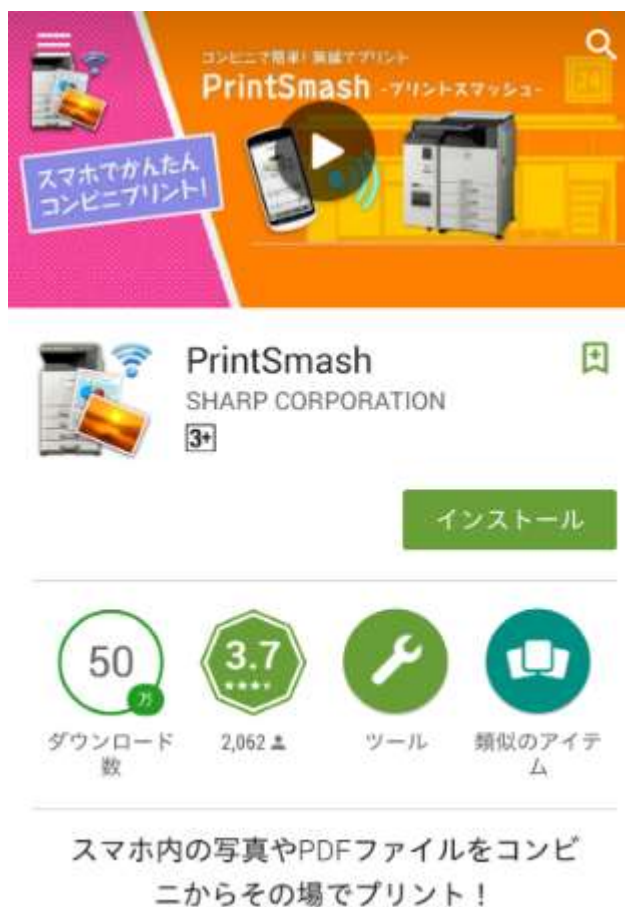 コンビニで簡単！無線でプリント
PrintSmash -プリントスマッシュ-
スマホでかんたん
コンビニプリント！
PrintSmash
SHARP CORPORATION
3+
インストール
50
万
ダウンロード
数
3.7
2,062
ツール
類似のアイテ
ム
スマホ内の写真やPDFファイルをコンビ
ニからその場でプリント！